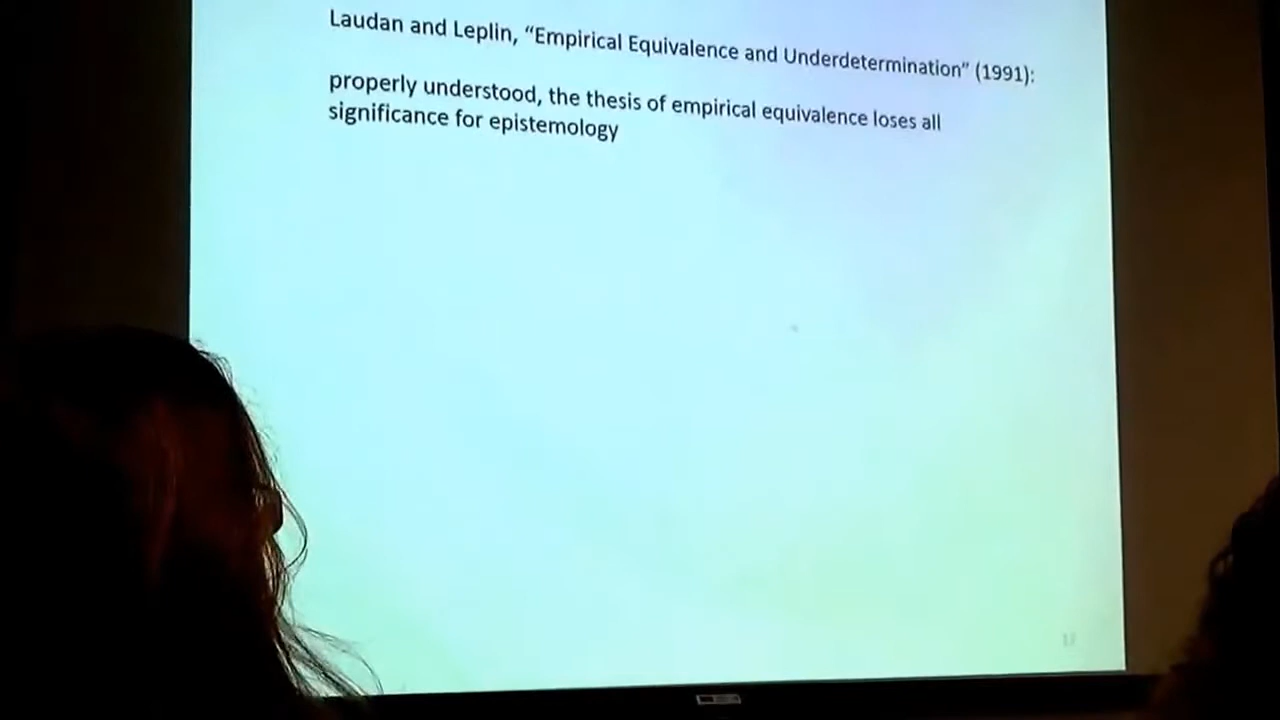 Laudan and Leplin, “Empirical Equivalence and Underdetermination” (1991):
properly understood, the thesis of empirical equivalence loses all
significance for epistemology